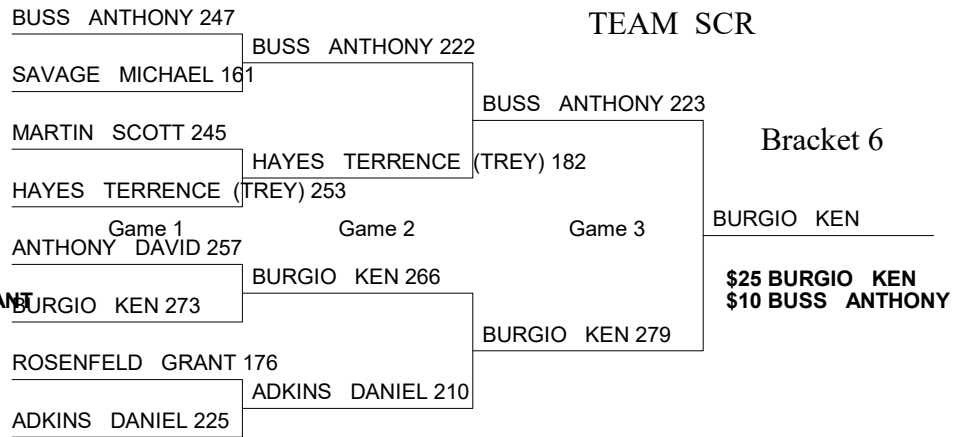 BUSS ANTHONY 247
TEAM SCR
BUSS ANTHONY 222
SAVAGE MICHAEL 161
BUSS ANTHONY 223
MARTIN SCOTT 245
Bracket 6
HAYES TERRENCE (TREY) 182
HAYES TERRENCE (TREY) 253
Game 1 Game 2 Game 3
BURGIO KEN
ANTHONY DAVID 257
BURGIO KEN 266
$25 BURGIO KEN
$10 BUSS ANTHONY
BURGIO KEN 273
BURGIO KEN 279
ROSENFELD GRANT 176
ADKINS DANIEL 210
ADKINS DANIEL 225